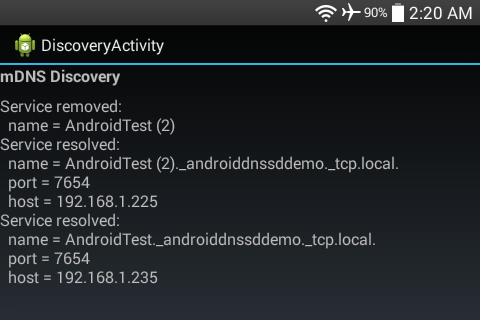 90% 2:20 AM
DiscoveryActivity
mDNS Discovery
Service removed:
name = AndroidTest (2)
Service resolved:
name = AndroidTest (2)._androiddnssddemo._tcp.local.
port = 7654
host = 192.168.1.225
Service resolved:
name = AndroidTest._androiddnssddemo._tcp.local.
port = 7654
host = 192.168.1.235